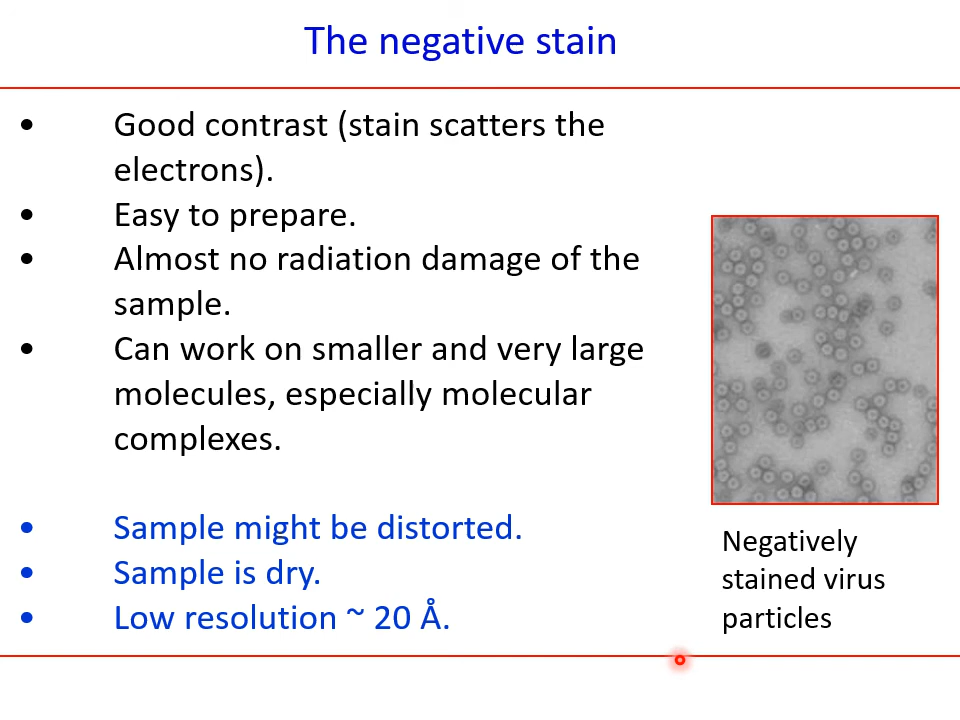 The negative stain
• Good contrast (stain scatters the
electrons).
• Easy to prepare.
• Almost no radiation damage of the
sample.
• Can work on smaller and very large
molecules, especially molecular
complexes.
• Sample might be distorted.
• Sample is dry.
• Low resolution ~ 20 Å.
Negatively
stained virus
particles